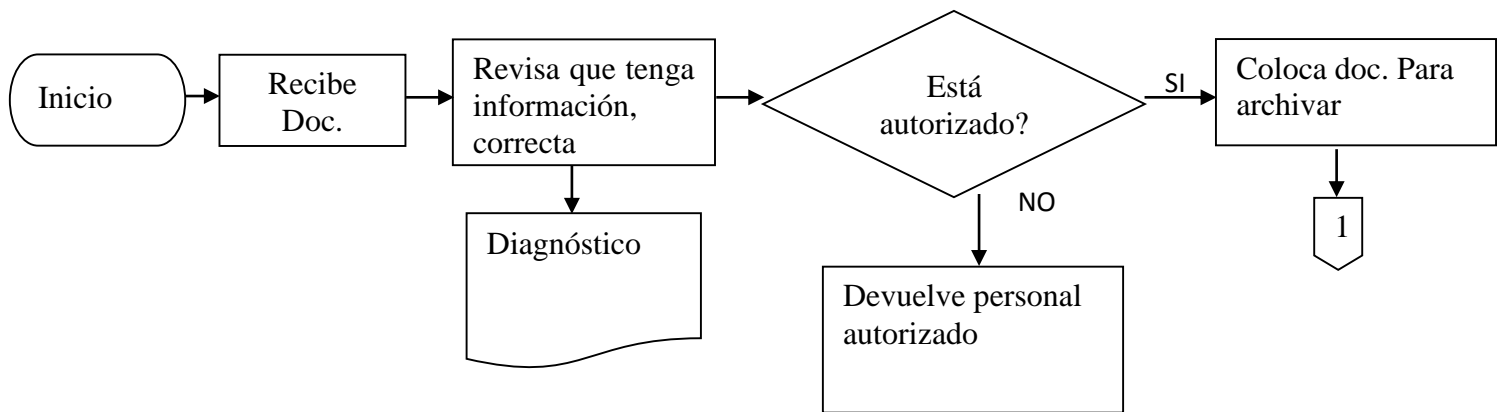 Inicio
Recibe
Doc.
Revisa que tenga
información,
correcta
Está
autorizado?
SI
Coloca doc. Para
archivar
NO
1
Diagnóstico
Devuelve personal
autorizado